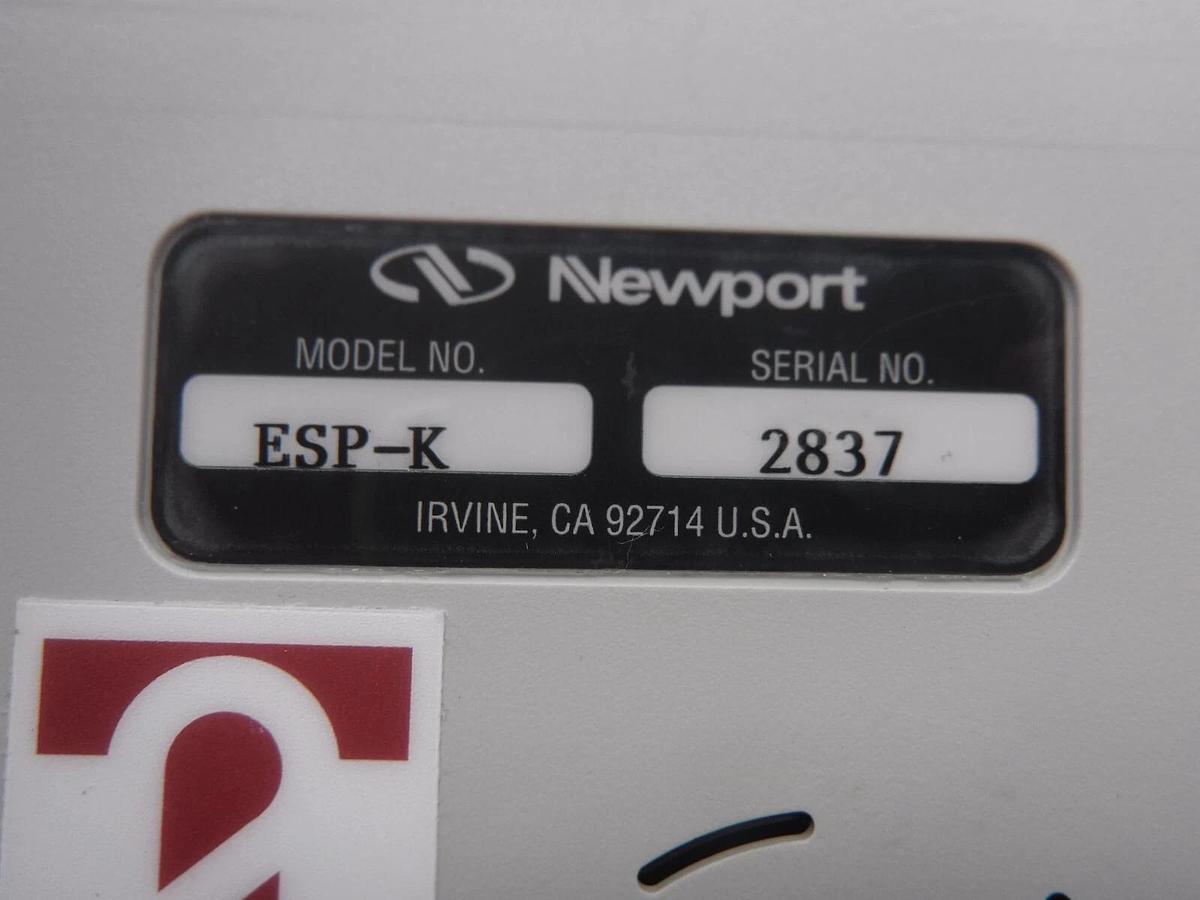 Newport
MODEL NO. SERIAL NO.
ESP-K 2837
IRVINE, CA 92714 U.S.A.